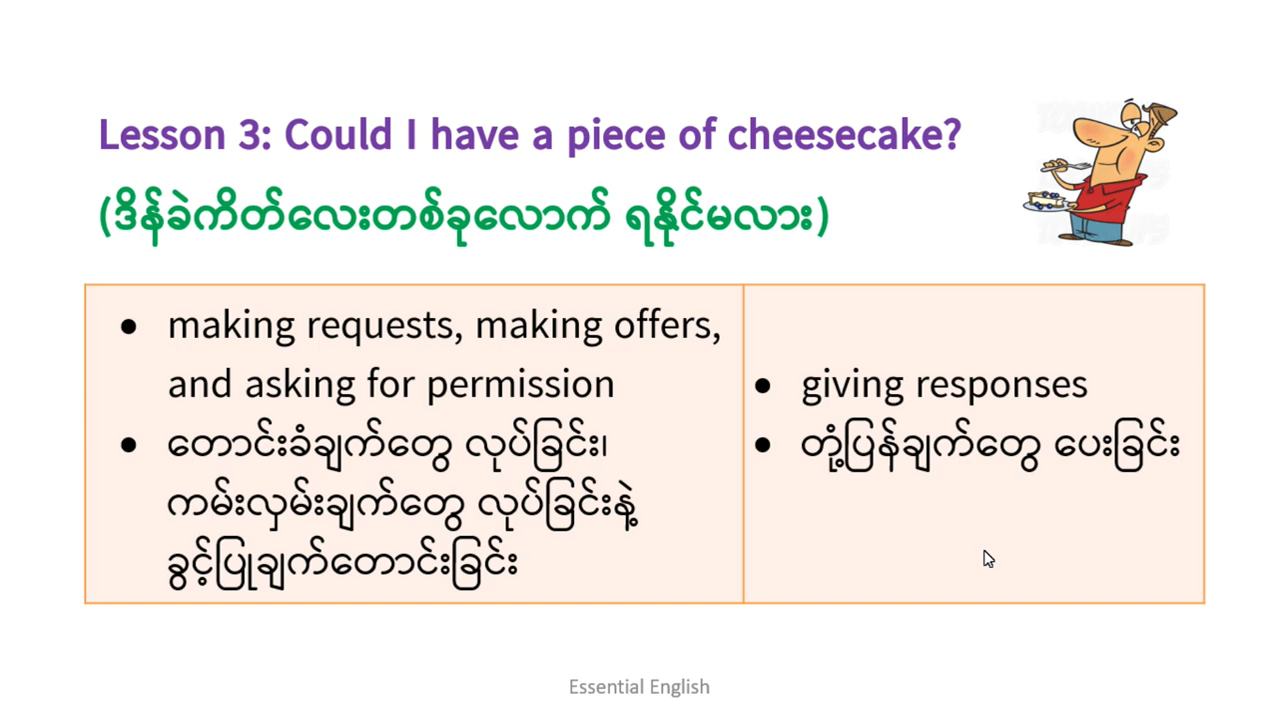 Lesson 3: Could I have a piece of cheesecake?
(ဒိန်ခဲကိတ်လေးတစ်ခုလောက် ရနိုင်မလား)
• making requests, making offers,
and asking for permission
• တောင်းခံချက်တွေ လုပ်ခြင်း၊
ကမ်းလှမ်းချက်တွေ လုပ်ခြင်းနဲ့
ခွင့်ပြုချက်တောင်းခြင်း
• giving responses
• တုံ့ပြန်ချက်တွေ ပေးခြင်း
Essential English